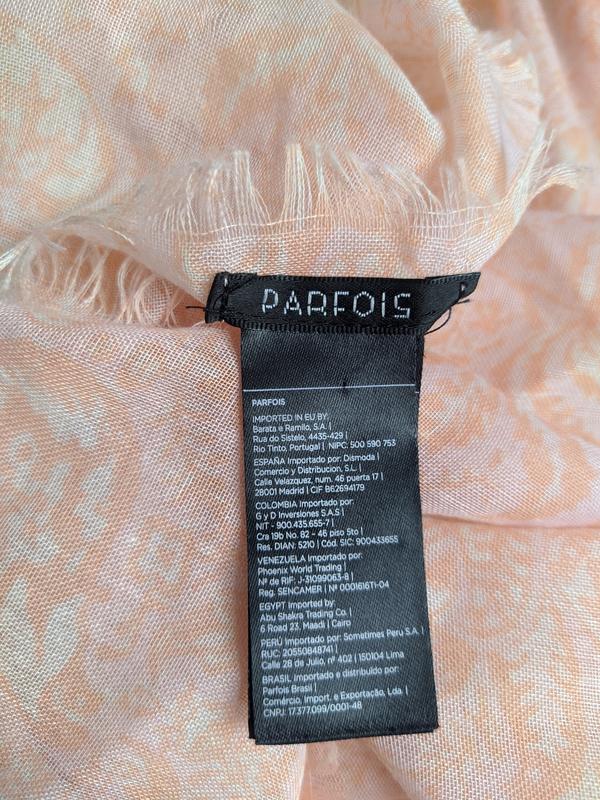 PARFOIS
PARFOIS
IMPORTED IN EU BY:
Barata e Ramilo, S.A. |
Rua do Sistelo, 4435-429 |
Rio Tinto, Portugal | NIPC: 500 590 753
ESPAÑA Importado por: Dismoda |
Comercio y Distribucion, S.L. |
Calle Velazquez, num. 46 puerta 17 |
28001 Madrid | CIF B62694179
COLOMBIA Importado por:
G y D Inversiones S.A.S |
NIT - 900.435.655-7 |
Cra 19b No. 82 - 46 piso 5to |
Res. DIAN: 5210 | Cód. SIC: 900433655
VENEZUELA Importado por:
Phoenix World Trading |
Nº de RIF: J-31099063-8 |
Reg. SENCAMER | Nº 0001616T1-04
EGYPT Imported by:
Abu Shakra Trading Co. |
6 Road 23, Maadi | Cairo
PERÚ Importado por: Sometimes Peru S.A. |
RUC: 20550848741 |
Calle 28 de Julio, nº 402 | 150104 Lima
BRASIL Importado e distribuído por:
Parfois Brasil |
Comércio, Import. e Exportação, Lda. |
CNPJ: 17.377.099/0001-48